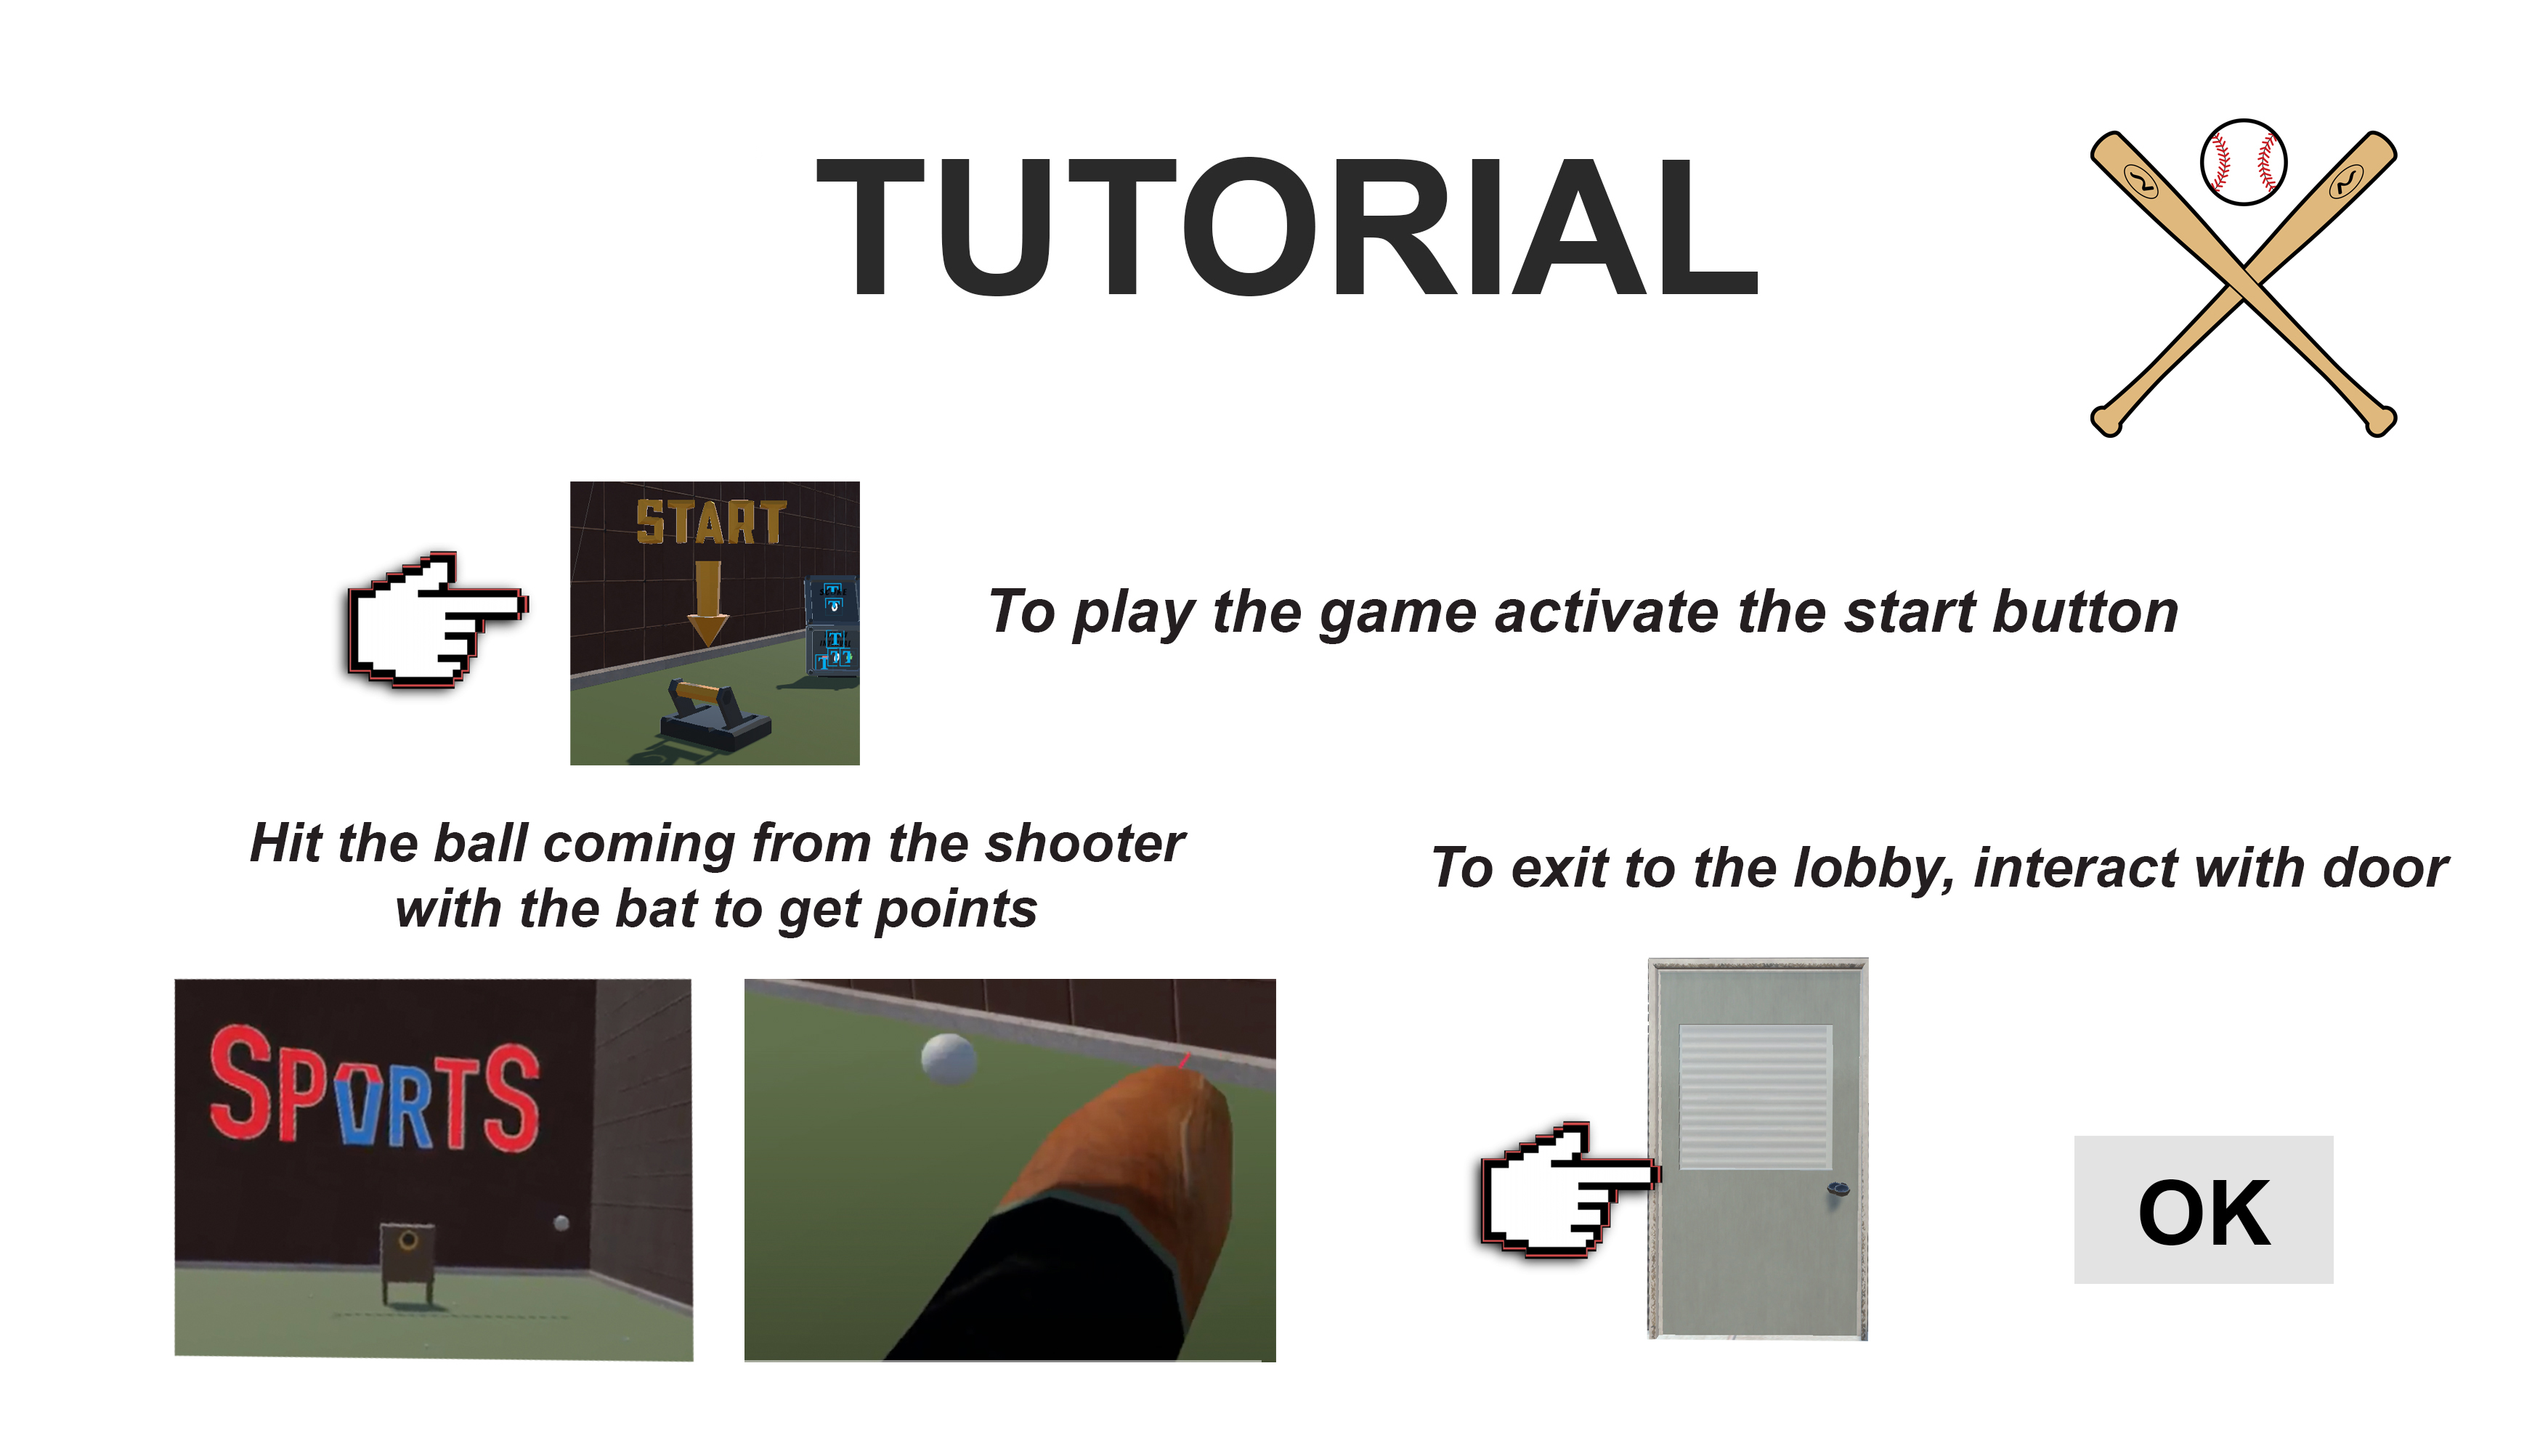 TUTORIAL
START
To play the game activate the start button
Hit the ball coming from the shooter
with the bat to get points
To exit to the lobby, interact with door
SPORTS
OK